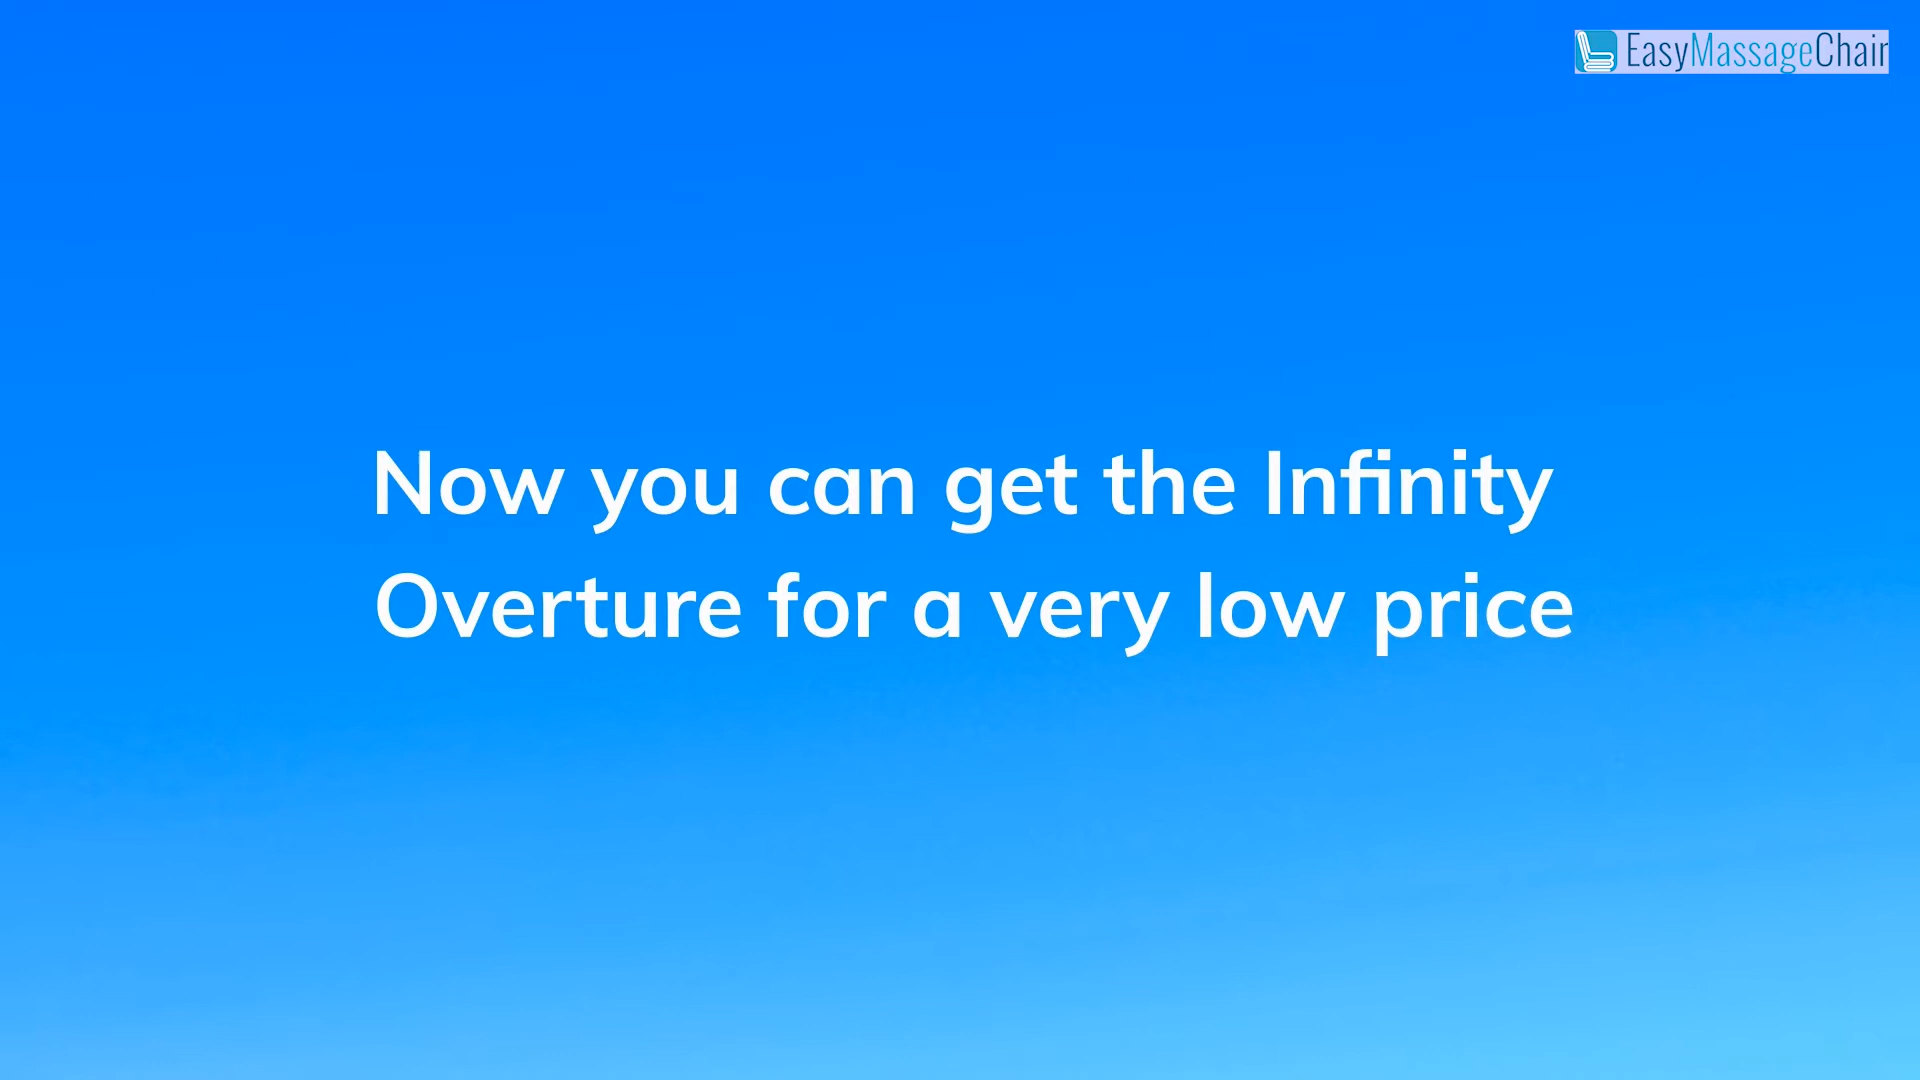 EasyMassageChair
Now you can get the Infinity
Overture for a very low price